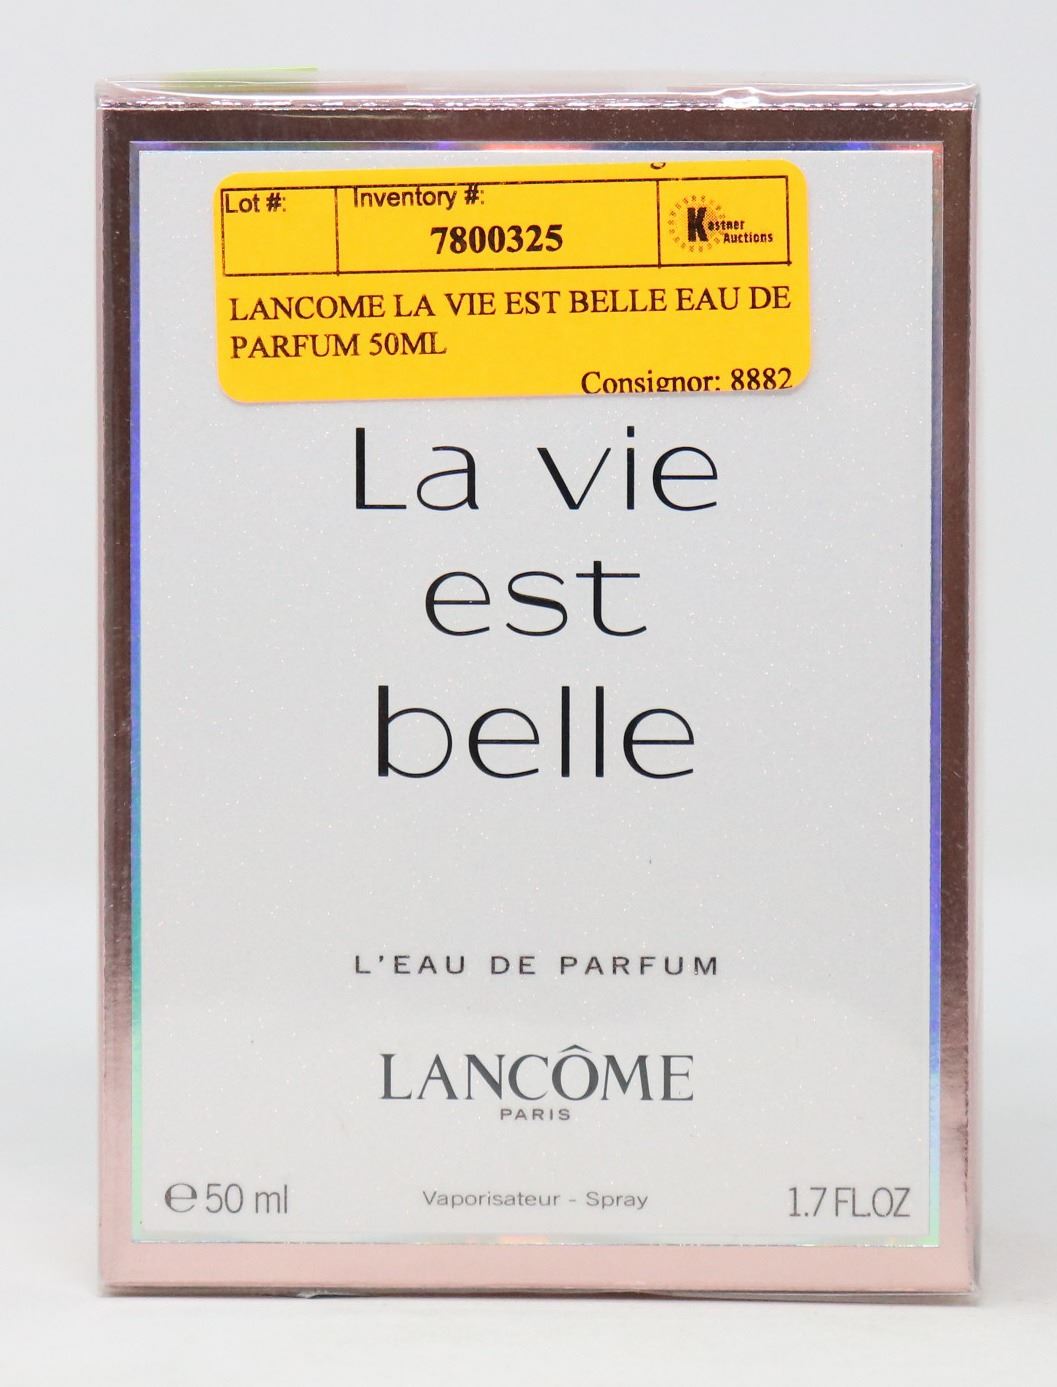 Lot #:
Inventory #:
7800325
Kastner
Auctions
LANCOME LA VIE EST BELLE EAU DE
PARFUM 50ML
Consignor: 8882
La vie
est
belle
L'EAU DE PARFUM
LANCÔME
PARIS
℮50 ml
Vaporisateur - Spray
1.7 FL.OZ